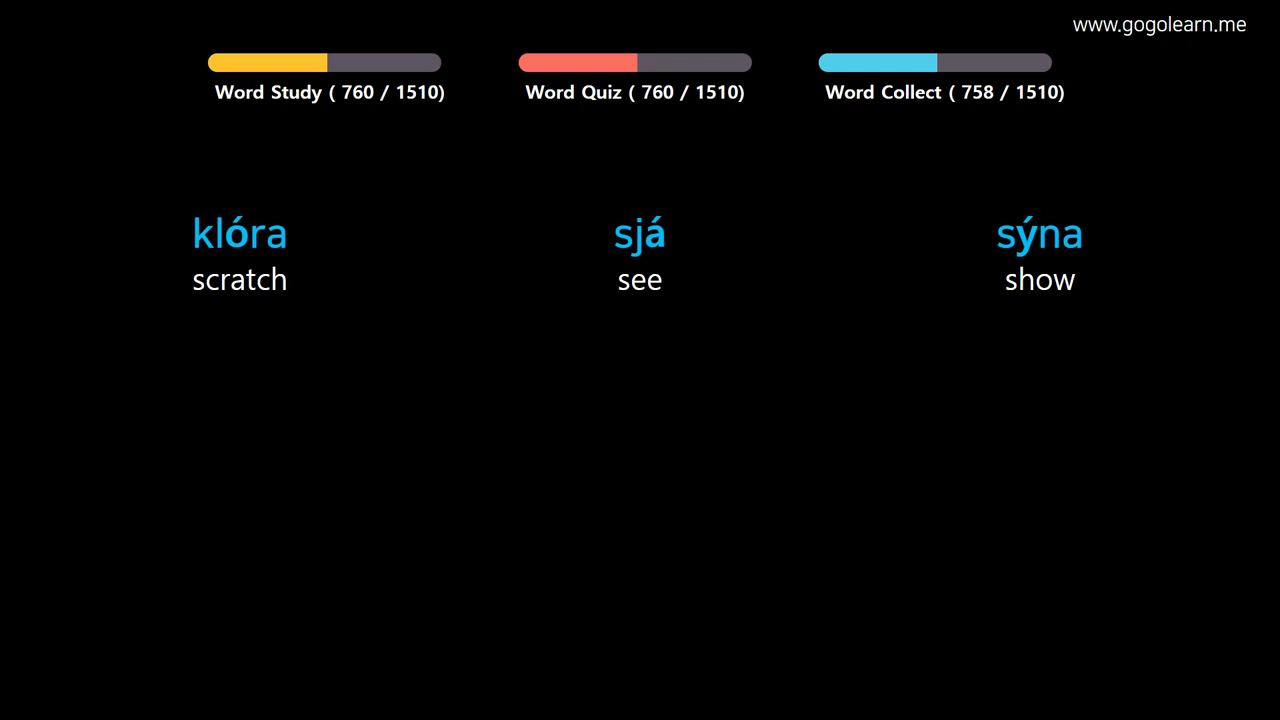 www.gogolearn.me
Word Study ( 760 / 1510)
Word Quiz ( 760 / 1510)
Word Collect ( 758 / 1510)
klóra
scratch
sjá
see
sýna
show